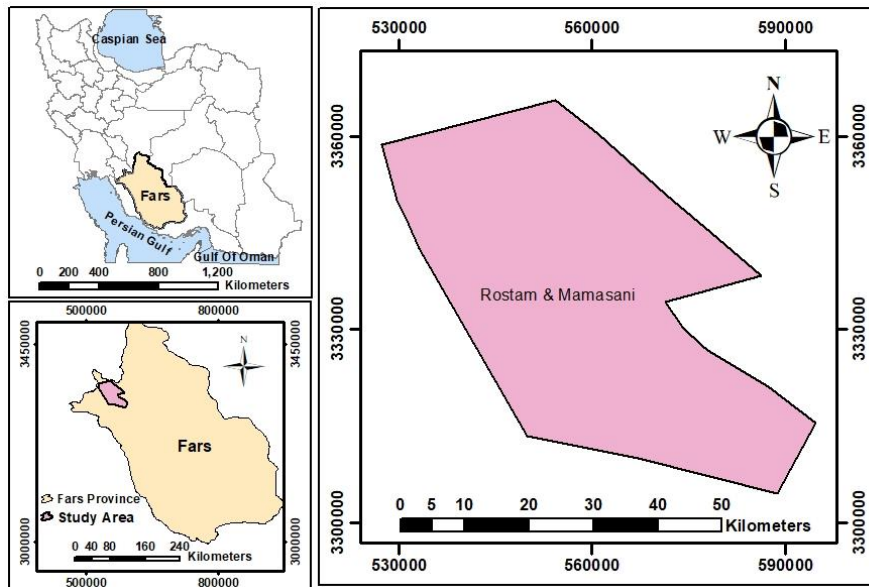 Caspian Sea
Fars
Persian Gulf
Gulf Of Oman
0 200 400 800 1,200
Kilometers
500000 800000
3450000
3450000
N
Fars
Fars Province
Study Area
0 40 80 160 240
Kilometers
3000000
3000000
500000 800000
530000 560000 590000
N
W E
S
3360000
3360000
Rostam & Mamasani
3330000
3330000
0 5 10 20 30 40 50
Kilometers
3300000
3300000
530000 560000 590000